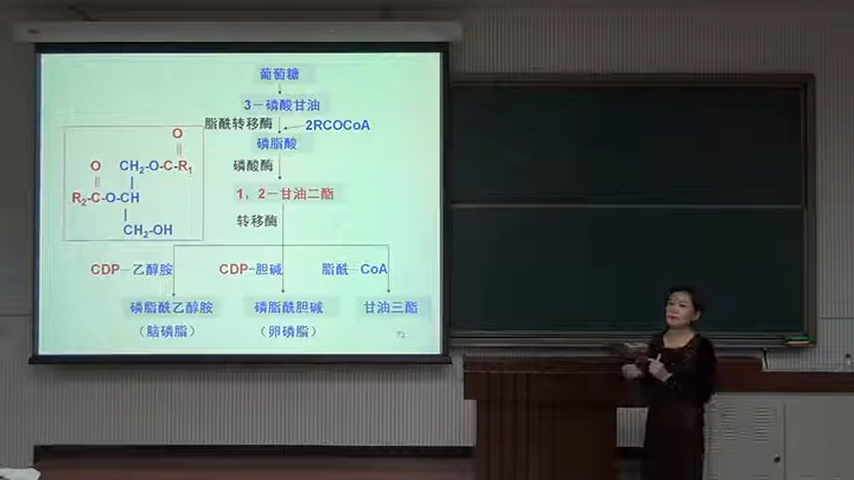 葡萄糖
3－磷酸甘油
脂酰转移酶
2RCOCoA
磷脂酸
磷酸酶
1，2－甘油二酯
转移酶
O
||
O CH₂-O-C-R₁
|| |
R₂-C-O-CH
|
CH₂-OH
CDP－乙醇胺 CDP-胆碱 脂酰－CoA
磷脂酰乙醇胺 磷脂酰胆碱 甘油三酯
（脑磷脂） （卵磷脂）